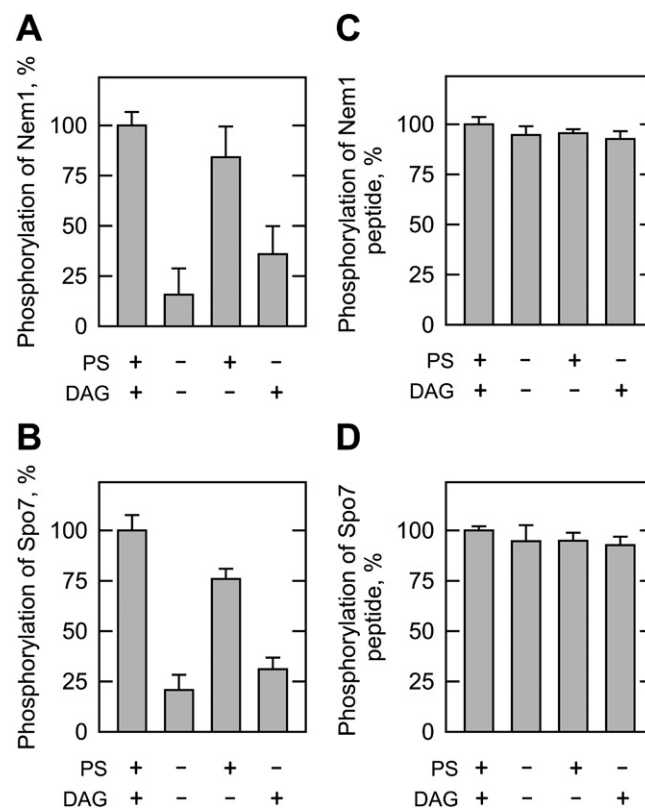 A
Phosphorylation of Nem1, %
100
75
50
25
0
PS + − + −
DAG + − − +
C
Phosphorylation of Nem1
peptide, %
100
75
50
25
0
PS + − + −
DAG + − − +
B
Phosphorylation of Spo7, %
100
75
50
25
0
PS + − + −
DAG + − − +
D
Phosphorylation of Spo7
peptide, %
100
75
50
25
0
PS + − + −
DAG + − − +